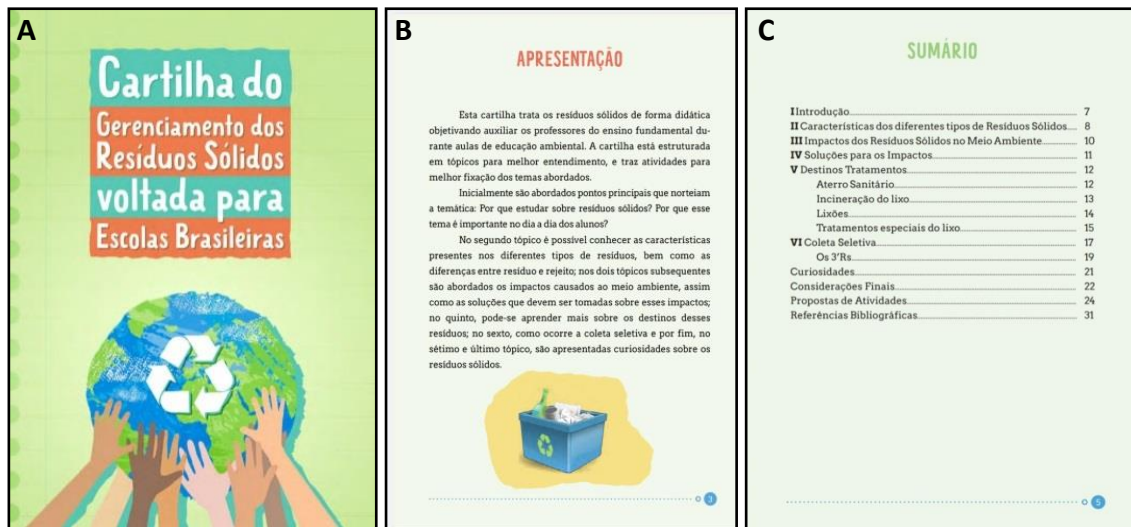 A
Cartilha do
Gerenciamento dos
Resíduos Sólidos
voltada para
Escolas Brasileiras
B
APRESENTAÇÃO
Esta cartilha trata os resíduos sólidos de forma didática
objetivando auxiliar os professores do ensino fundamental du-
rante aulas de educação ambiental. A cartilha está estruturada
em tópicos para melhor entendimento, e traz atividades para
melhor fixação dos temas abordados.
Inicialmente são abordados pontos principais que norteiam
a temática: Por que estudar sobre resíduos sólidos? Por que esse
tema é importante no dia a dia dos alunos?
No segundo tópico é possível conhecer as características
presentes nos diferentes tipos de resíduos, bem como as
diferenças entre resíduo e rejeito; nos dois tópicos subsequentes
são abordados os impactos causados ao meio ambiente, assim
como as soluções que devem ser tomadas sobre esses impactos;
no quinto, pode-se aprender mais sobre os destinos desses
resíduos; no sexto, como ocorre a coleta seletiva e por fim, no
sétimo e último tópico, são apresentadas curiosidades sobre os
resíduos sólidos.
3
C
SUMÁRIO
I Introdução 7
II Características dos diferentes tipos de Resíduos Sólidos 8
III Impactos dos Resíduos Sólidos no Meio Ambiente 10
IV Soluções para os Impactos 11
V Destinos Tratamentos 12
Aterro Sanitário 12
Incineração do lixo 13
Lixões 14
Tratamentos especiais do lixo 15
VI Coleta Seletiva 17
Os 3'Rs 19
Curiosidades 21
Considerações Finais 22
Propostas de Atividades 24
Referências Bibliográficas 31
5